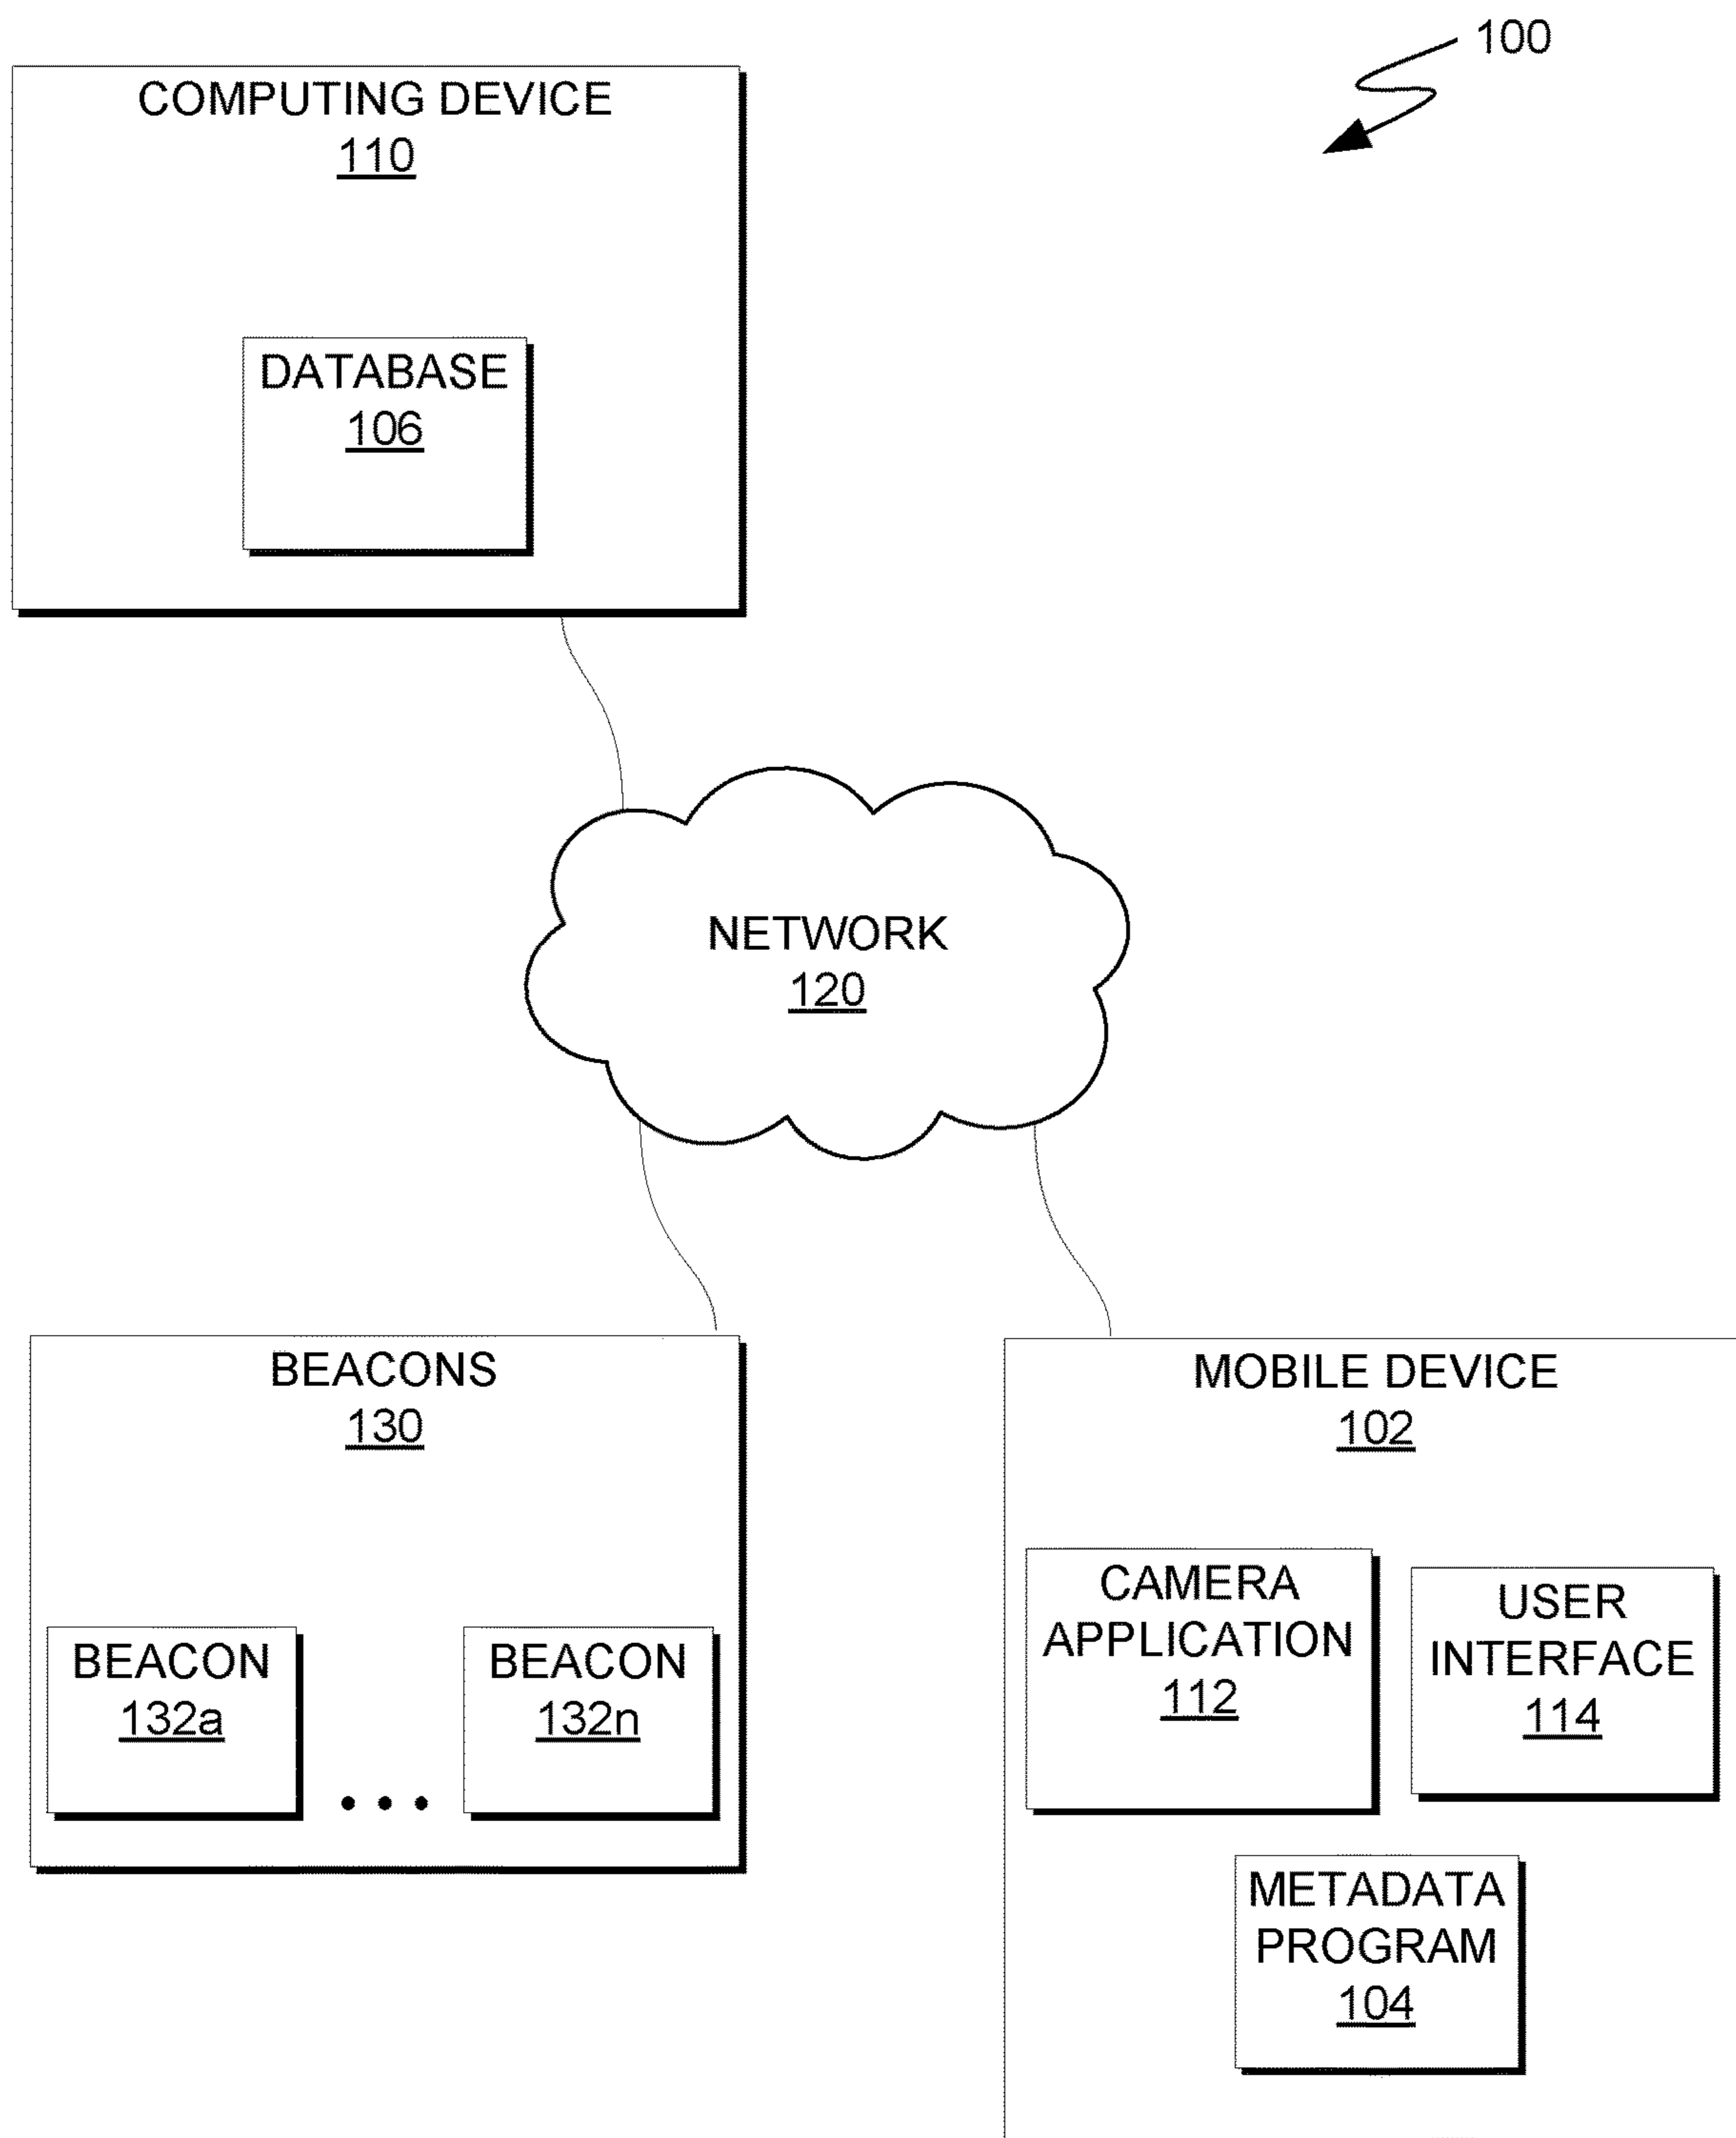 100
COMPUTING DEVICE
110
DATABASE
106
NETWORK
120
BEACONS
130
BEACON
132a
BEACON
132n
MOBILE DEVICE
102
CAMERA
APPLICATION
112
USER
INTERFACE
114
METADATA
PROGRAM
104